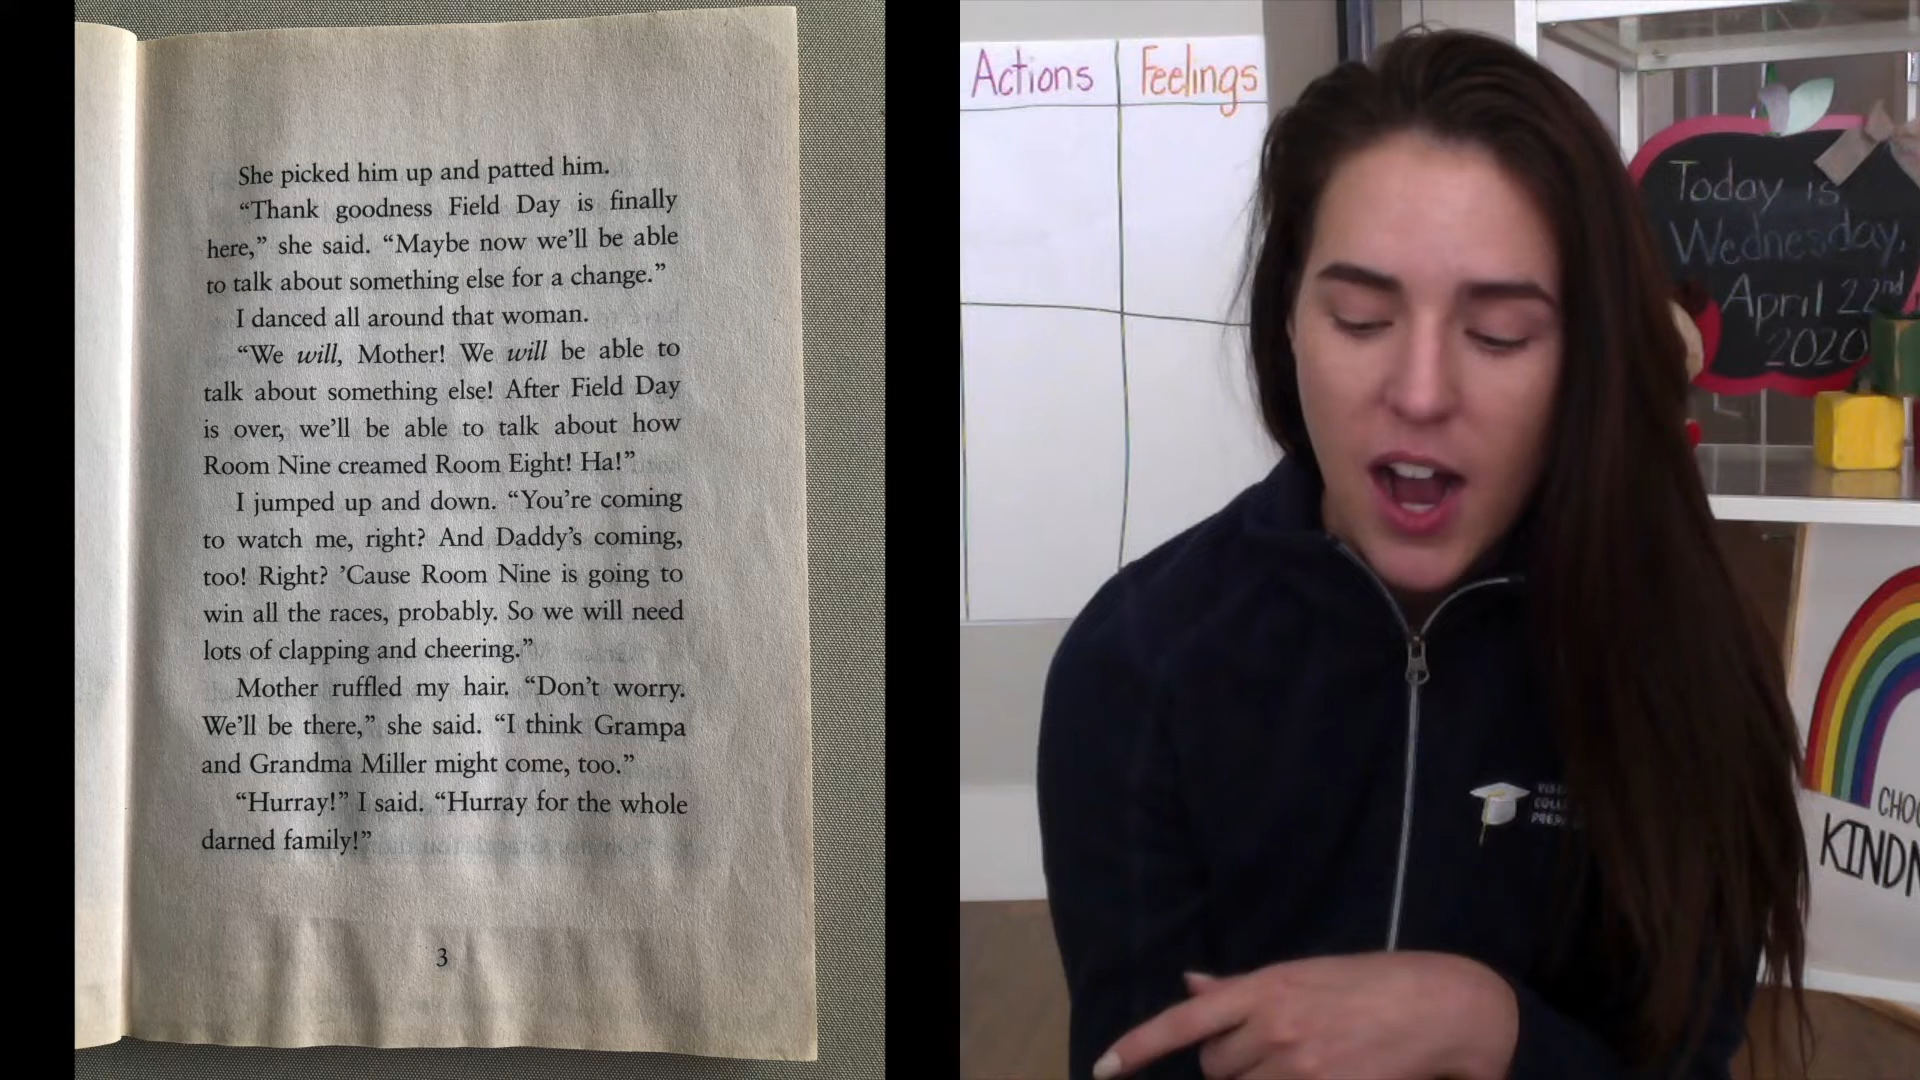 She picked him up and patted him.
“Thank goodness Field Day is finally
here,” she said. “Maybe now we’ll be able
to talk about something else for a change.”
I danced all around that woman.
“We will, Mother! We will be able to
talk about something else! After Field Day
is over, we’ll be able to talk about how
Room Nine creamed Room Eight! Ha!”
I jumped up and down. “You’re coming
to watch me, right? And Daddy’s coming,
too! Right? ’Cause Room Nine is going to
win all the races, probably. So we will need
lots of clapping and cheering.”
Mother ruffled my hair. “Don’t worry.
We’ll be there,” she said. “I think Grampa
and Grandma Miller might come, too.”
“Hurray!” I said. “Hurray for the whole
darned family!”
3
Actions Feelings
Today is
Wednesday,
April 22nd
2020